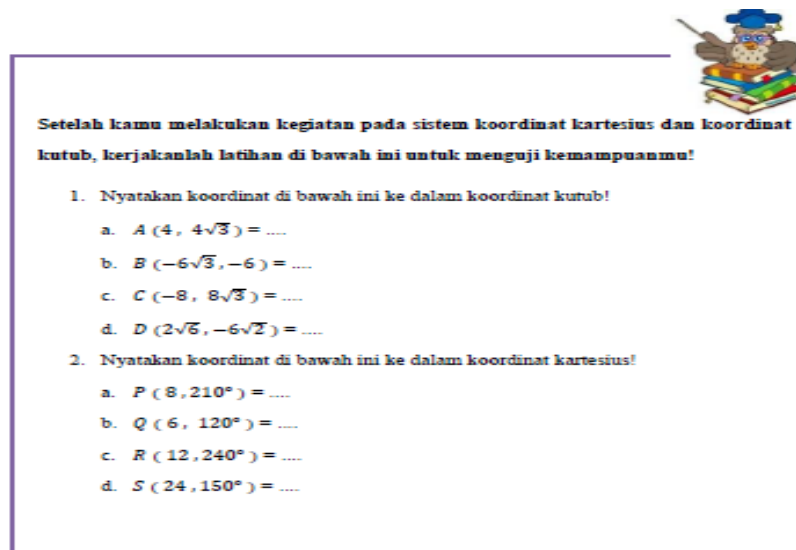 Setelah kamu melakukan kegiatan pada sistem koordinat kartesius dan koordinat
kutub, kerjakanlah latihan di bawah ini untuk menguji kemampuanmu!
1. Nyatakan koordinat di bawah ini ke dalam koordinat kutub!
a. A (4, 4√3) = ....
b. B (−6√3, −6) = ....
c. C (−8, 8√3) = ....
d. D (2√6, −6√2) = ....
2. Nyatakan koordinat di bawah ini ke dalam koordinat kartesius!
a. P (8, 210°) = ....
b. Q (6, 120°) = ....
c. R (12, 240°) = ....
d. S (24, 150°) = ....